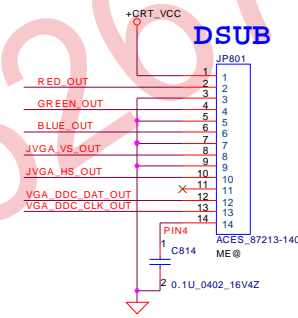 +CRT_VCC
DSUB
JP801
1 1
RED_OUT 2 2
3 3
GREEN_OUT 4 4
5 5
BLUE_OUT 6 6
7 7
JVGA_VS_OUT 8 8
9 9
JVGA_HS_OUT 10 10
11 11
VGA_DDC_DAT_OUT 12 12
VGA_DDC_CLK_OUT 13 13
14 14
PIN4
ACES_87213-140
1
C814
ME@
2 0.1U_0402_16V4Z